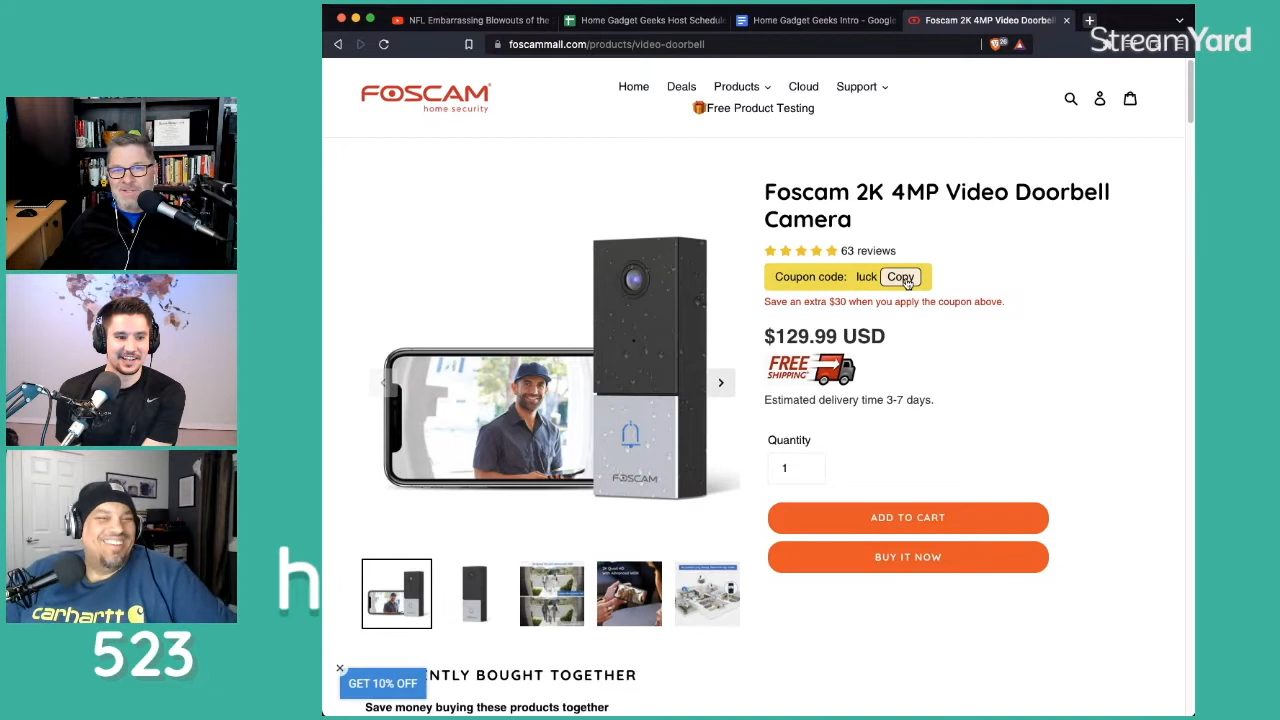 NFL Embarrassing Blowouts of the
Home Gadget Geeks Host Schedule
Home Gadget Geeks Intro - Google
Foscam 2K 4MP Video Doorbell
StreamYard
foscammall.com/products/video-doorbell
26
FOSCAM
home security
Home
Deals
Products
Cloud
Support
Free Product Testing
Foscam 2K 4MP Video Doorbell
Camera
63 reviews
Coupon code: luck Copy
Save an extra $30 when you apply the coupon above.
$129.99 USD
FREE
SHIPPING
Estimated delivery time 3-7 days.
Quantity
1
ADD TO CART
BUY IT NOW
FOSCAM
carhartt
h
523
GET 10% OFF
NTLY BOUGHT TOGETHER
Save money buying these products together